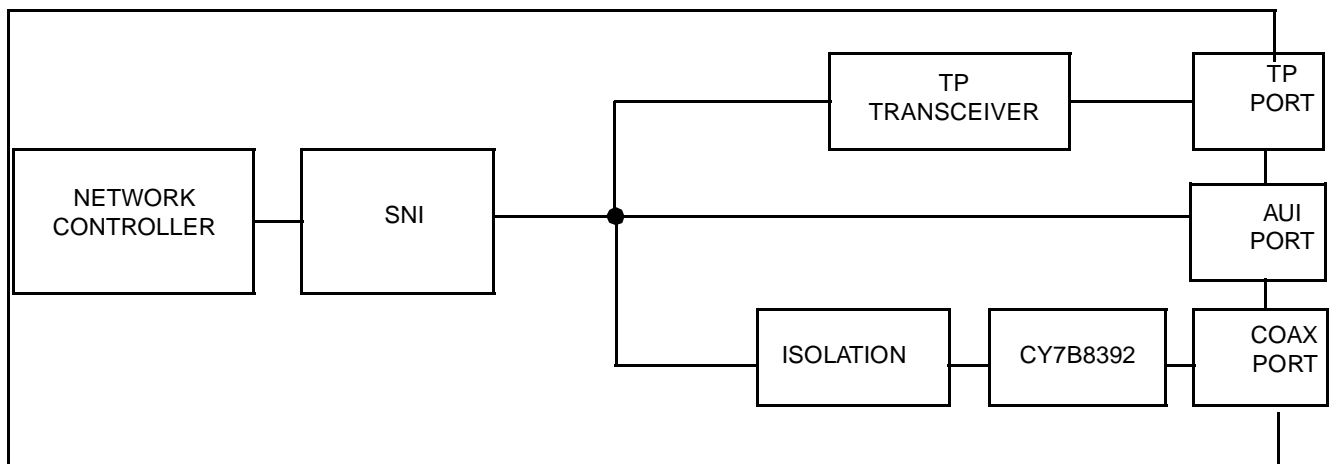 NETWORK
CONTROLLER
SNI
TP
TRANSCEIVER
TP
PORT
AUI
PORT
ISOLATION
CY7B8392
COAX
PORT